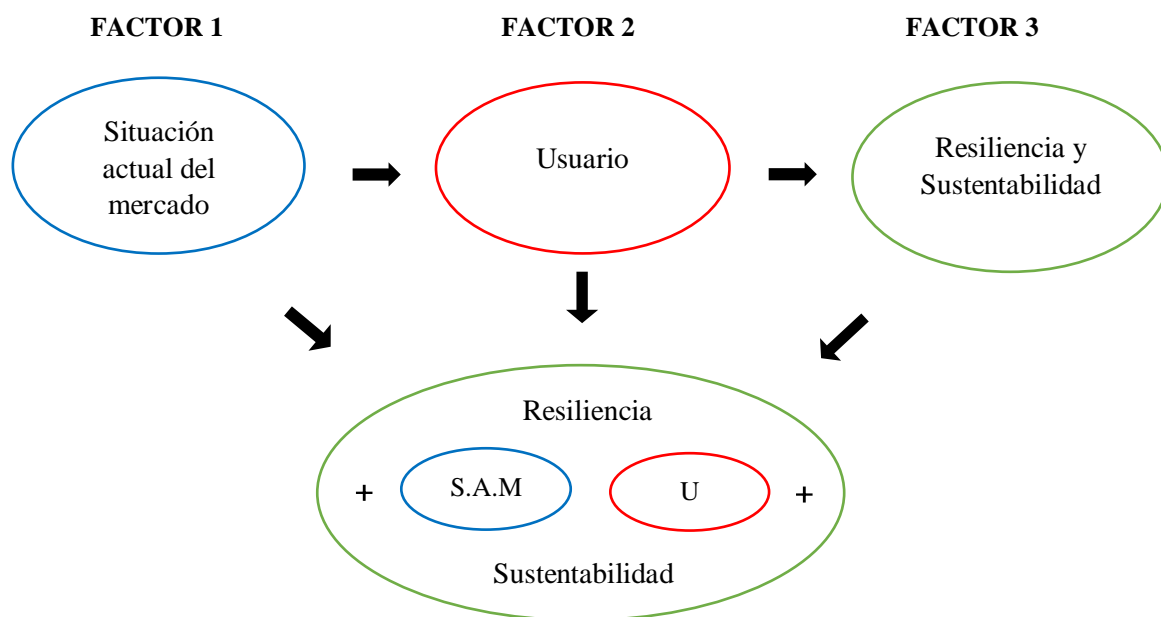 FACTOR 1
FACTOR 2
FACTOR 3
Situación
actual del
mercado
Usuario
Resiliencia y
Sustentabilidad
Resiliencia
+
S.A.M
U
+
Sustentabilidad